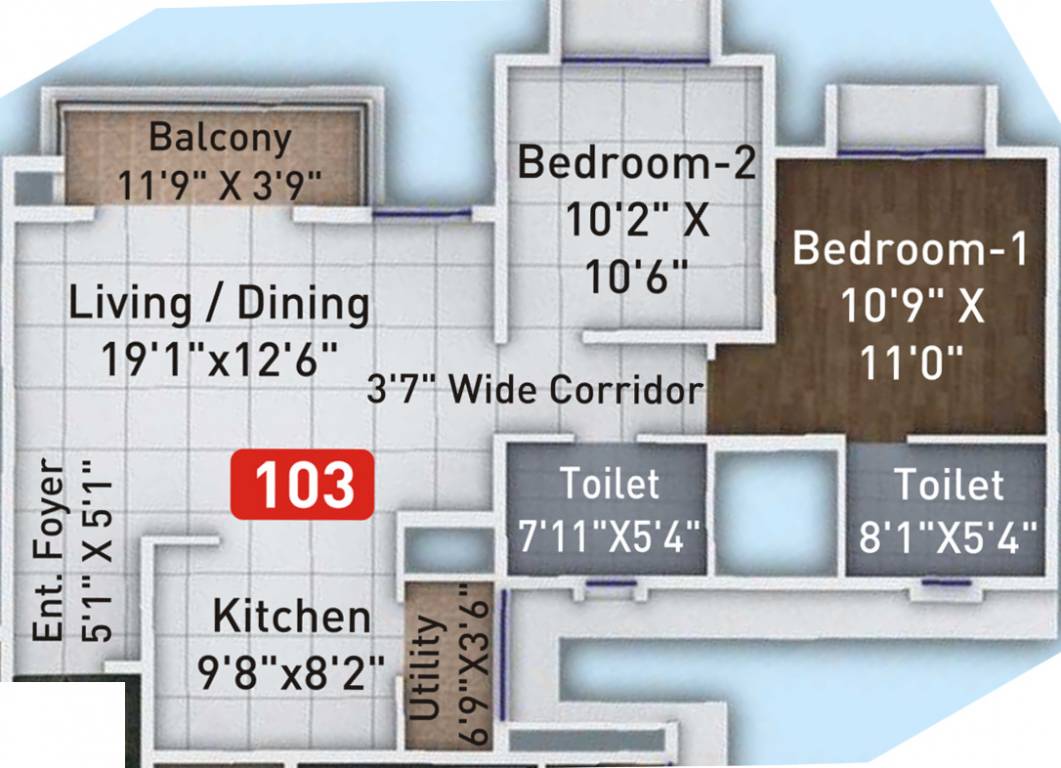 Balcony
11'9" X 3'9"
Bedroom-2
10'2" X
10'6"
Bedroom-1
10'9" X
11'0"
Living / Dining
19'1"x12'6"
3'7" Wide Corridor
103
Toilet
7'11"X5'4"
Toilet
8'1"X5'4"
Ent. Foyer
5'1" X 5'1"
Kitchen
9'8"x8'2"
Utility
6'9"X3'6"